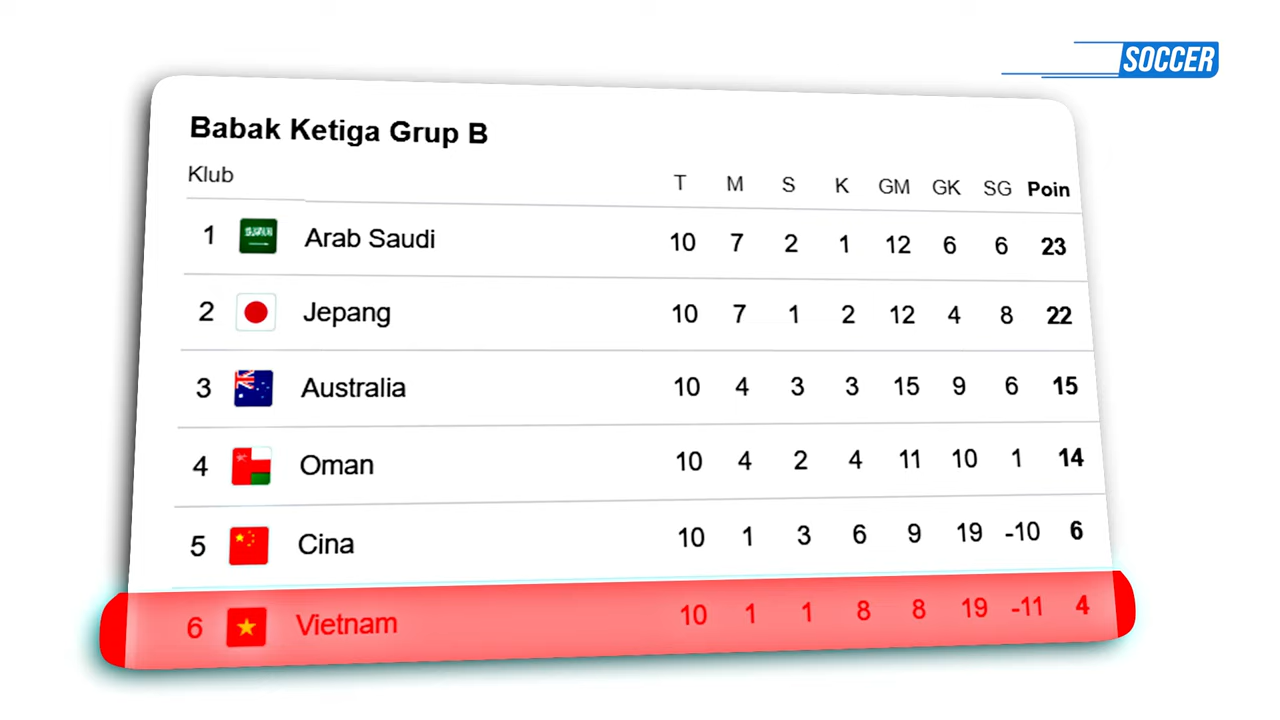 SOCCER
Babak Ketiga Grup B
Klub T M S K GM GK SG Poin
1 Arab Saudi 10 7 2 1 12 6 6 23
2 Jepang 10 7 1 2 12 4 8 22
3 Australia 10 4 3 3 15 9 6 15
4 Oman 10 4 2 4 11 10 1 14
5 Cina 10 1 3 6 9 19 -10 6
6 Vietnam 10 1 1 8 8 19 -11 4